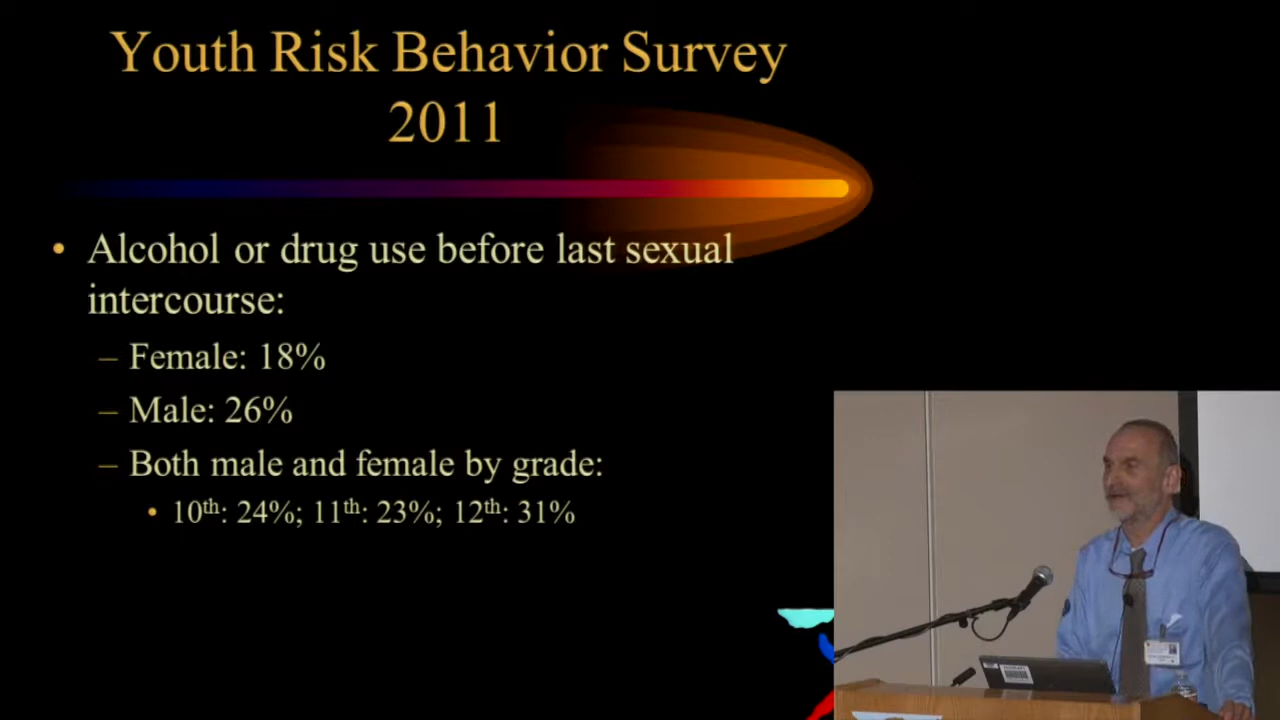 Youth Risk Behavior Survey
2011
• Alcohol or drug use before last sexual
intercourse:
– Female: 18%
– Male: 26%
– Both male and female by grade:
• 10th: 24%; 11th: 23%; 12th: 31%